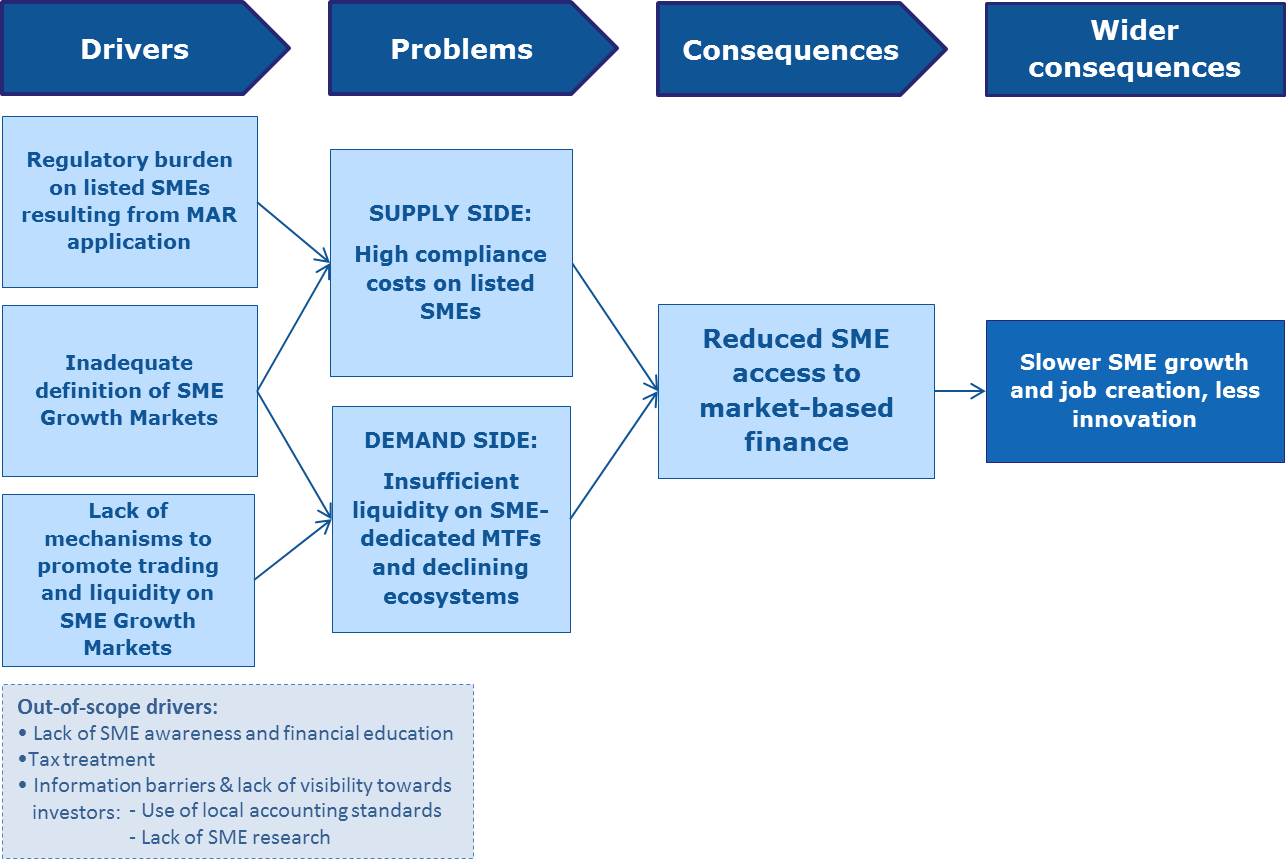 Drivers
Problems
Consequences
Wider
consequences
Regulatory burden
on listed SMEs
resulting from MAR
application
Inadequate
definition of SME
Growth Markets
Lack of
mechanisms to
promote trading
and liquidity on
SME Growth
Markets
SUPPLY SIDE:
High compliance
costs on listed
SMEs
DEMAND SIDE:
Insufficient
liquidity on SME-
dedicated MTFs
and declining
ecosystems
Reduced SME
access to
market-based
finance
Slower SME growth
and job creation, less
innovation
Out-of-scope drivers:
• Lack of SME awareness and financial education
•Tax treatment
• Information barriers & lack of visibility towards
investors: - Use of local accounting standards
- Lack of SME research